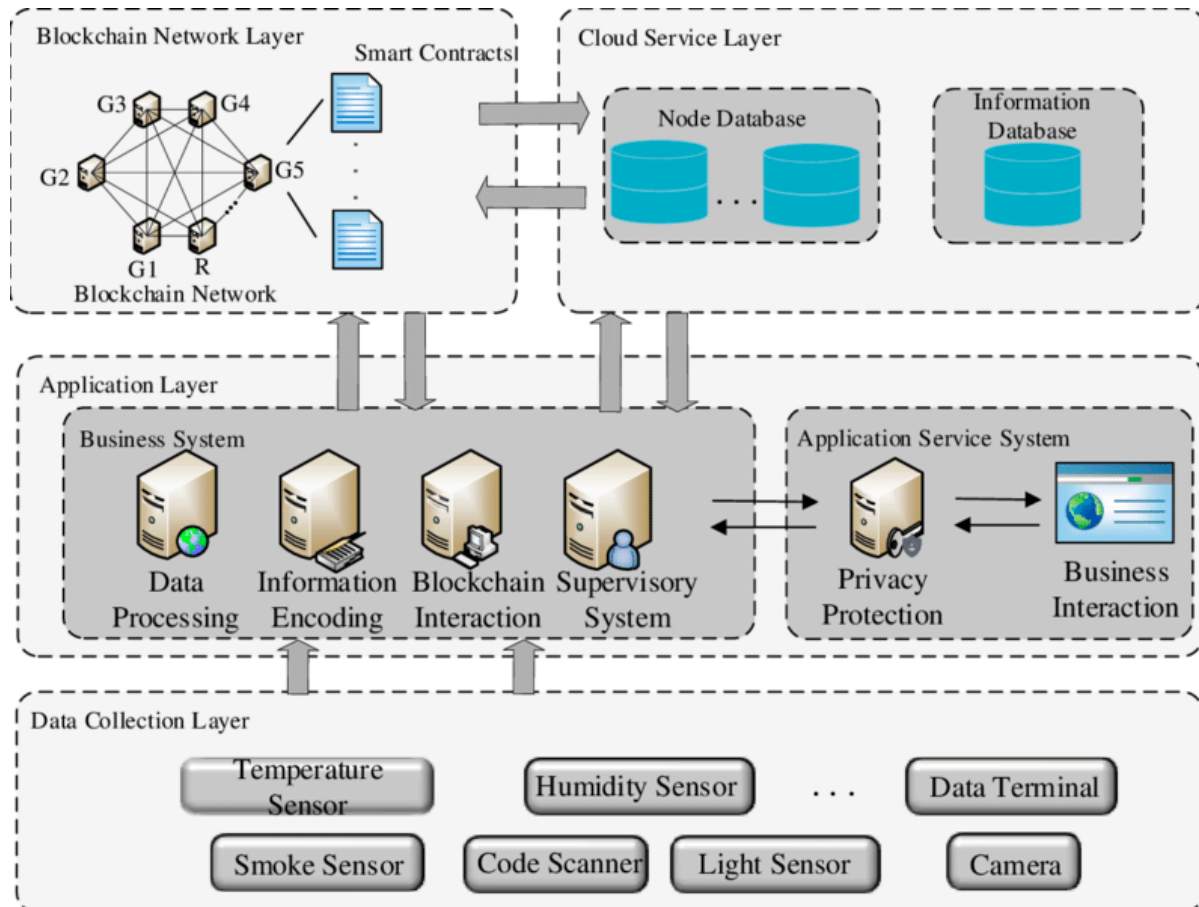 Blockchain Network Layer
Smart Contracts
G3
G4
G2
G5
G1
R
Blockchain Network
Cloud Service Layer
Node Database
...
Information
Database
Application Layer
Business System
Data
Processing
Information
Encoding
Blockchain
Interaction
Supervisory
System
Application Service System
Privacy
Protection
Business
Interaction
Data Collection Layer
Temperature
Sensor
Humidity Sensor
...
Data Terminal
Smoke Sensor
Code Scanner
Light Sensor
Camera